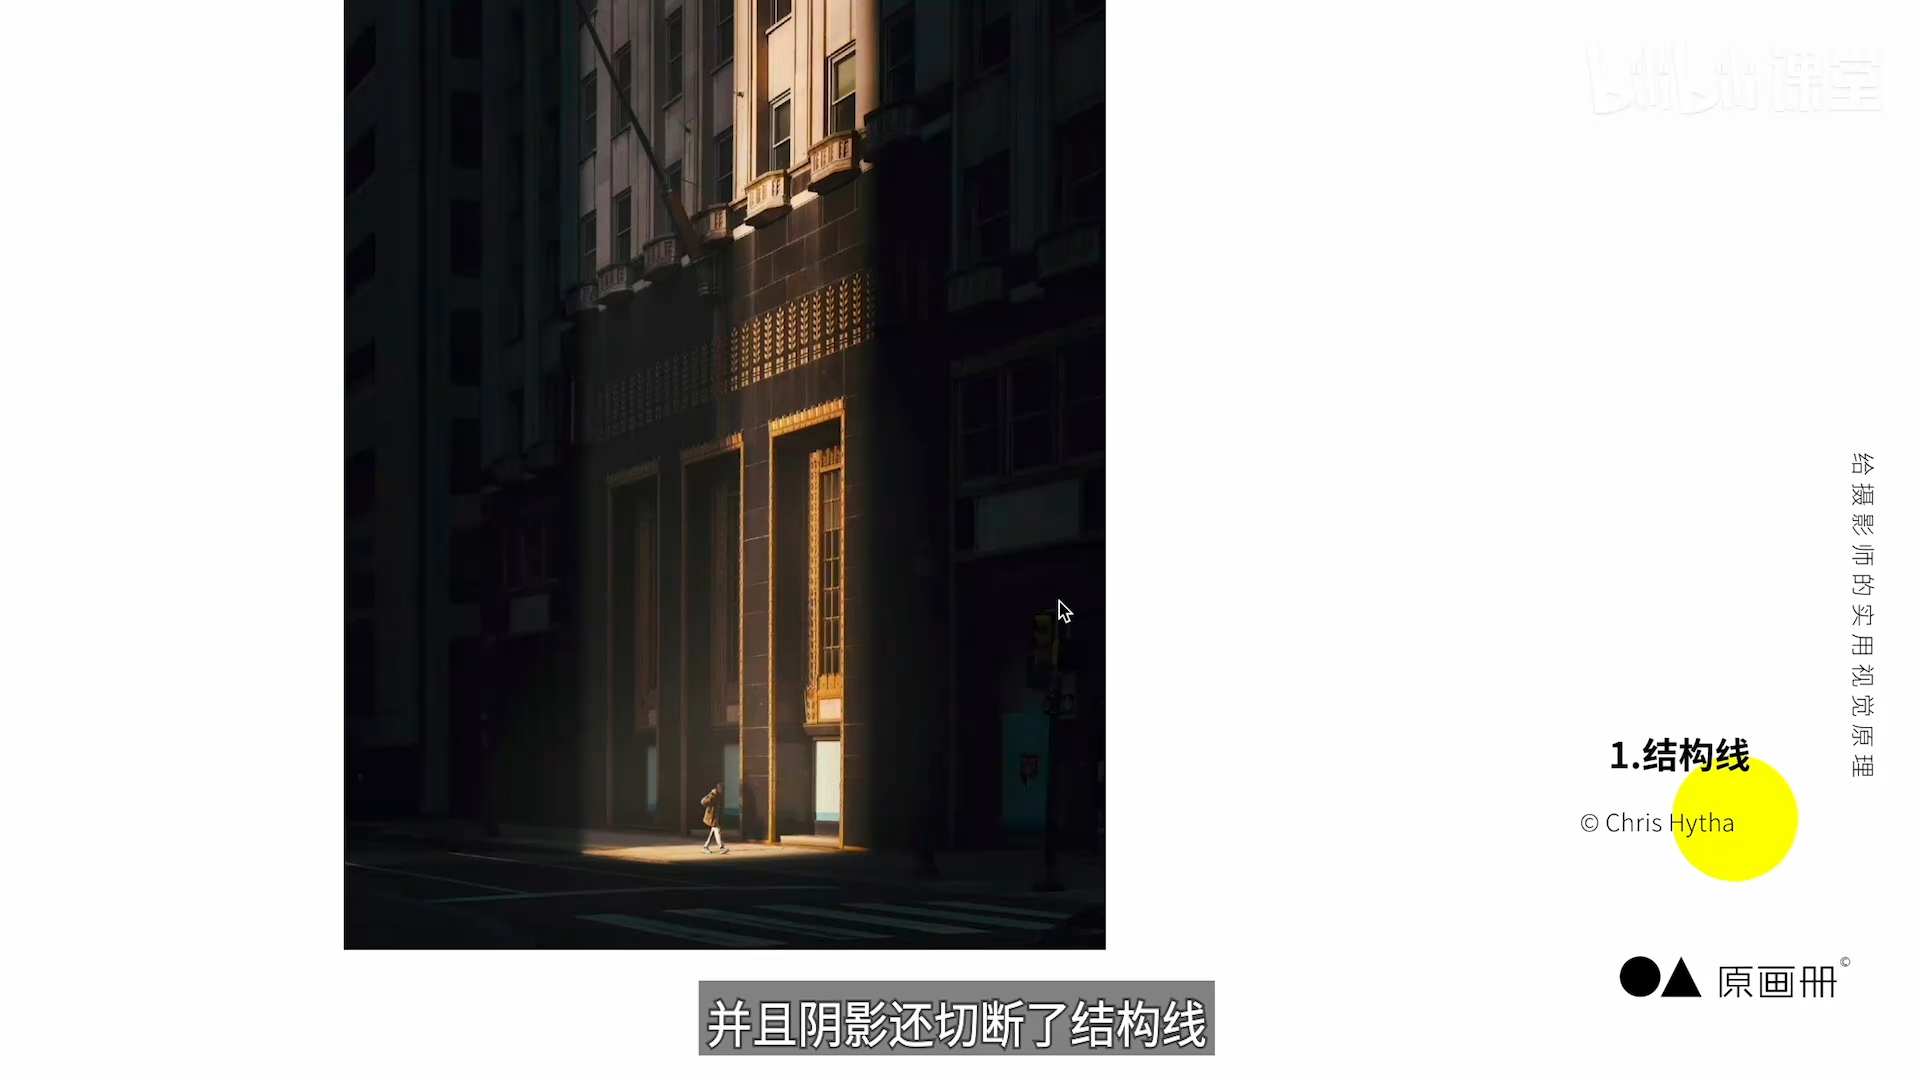 bilibili课堂
给摄影师的实用视觉原理
1.结构线
© Chris Hytha
原画册©
并且阴影还切断了结构线